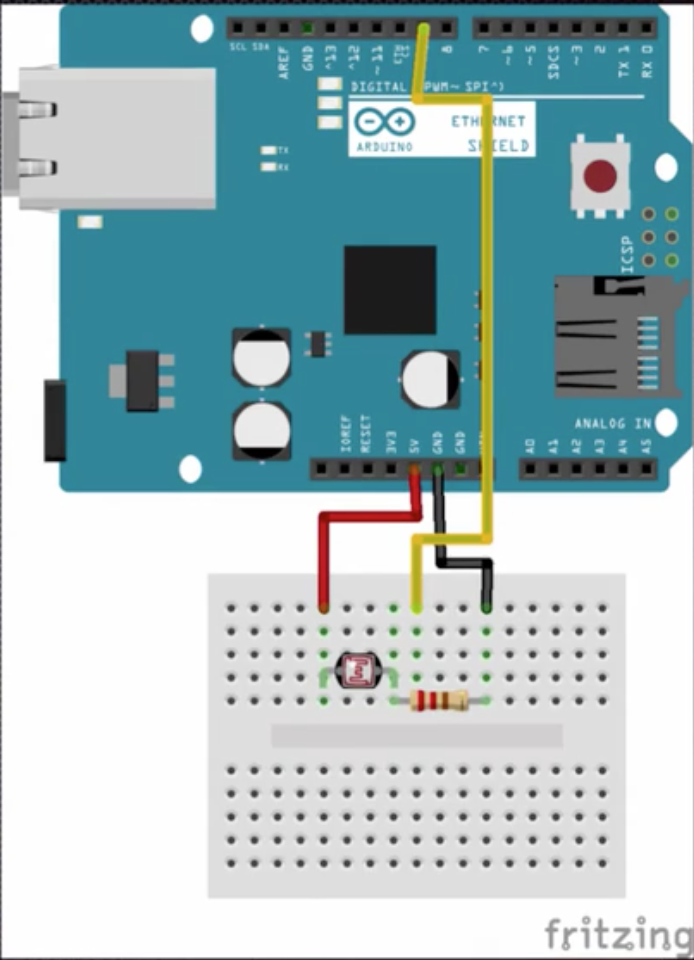 SCL SDA AREF GND ^13 ^12 ~11 8 7 ~6 ~5 SDCS ~3 2 TX 1 RX 0
DIGITAL (PWM~ SPI^)
ETHERNET
SHIELD
ARDUINO
TX
RX
ICSP
ANALOG IN
IOREF RESET 3V3 5V GND GND A0 A1 A2 A3 A4 A5
fritzing